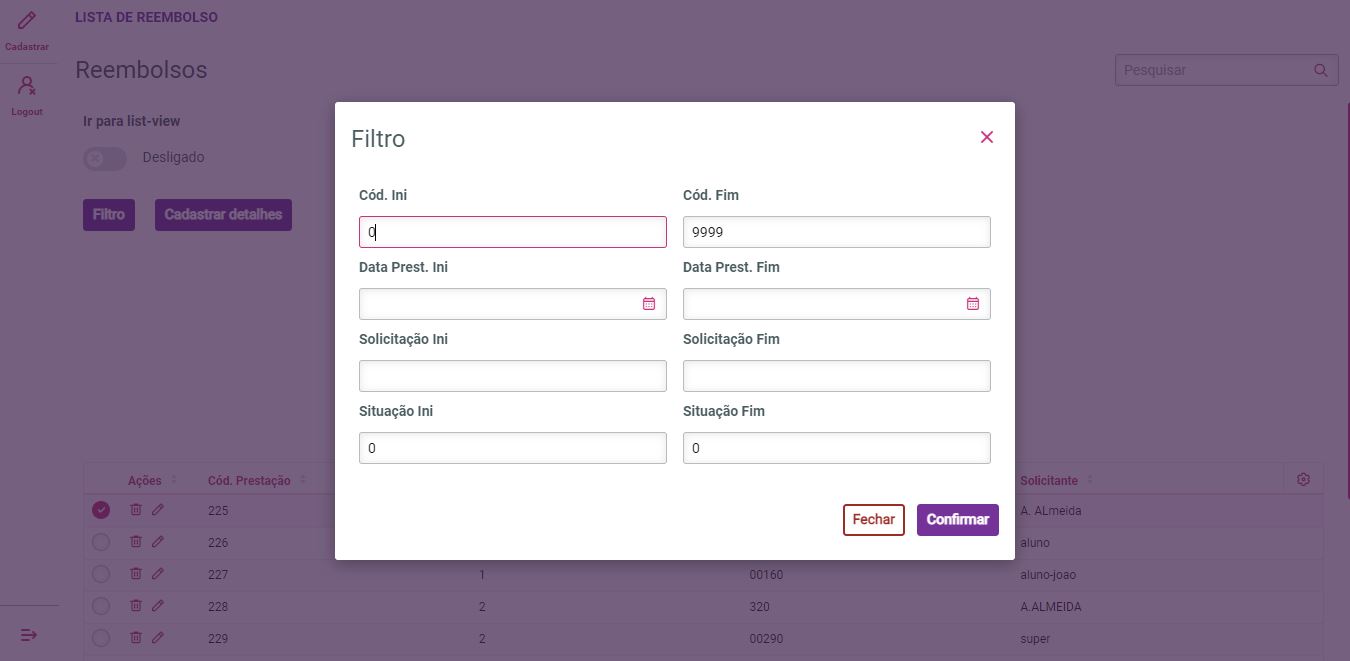 LISTA DE REEMBOLSO
Cadastrar
Reembolsos
Pesquisar
Logout
Ir para list-view
Desligado
Filtro
Cadastrar detalhes
Filtro
Cód. Ini
Cód. Fim
0
9999
Data Prest. Ini
Data Prest. Fim
Solicitação Ini
Solicitação Fim
Situação Ini
Situação Fim
0
0
Fechar
Confirmar
Ações
Cód. Prestação
Solicitante
225
A. ALmeida
226
aluno
227 1 00160 aluno-joao
228 2 320 A.ALMEIDA
229 2 00290 super